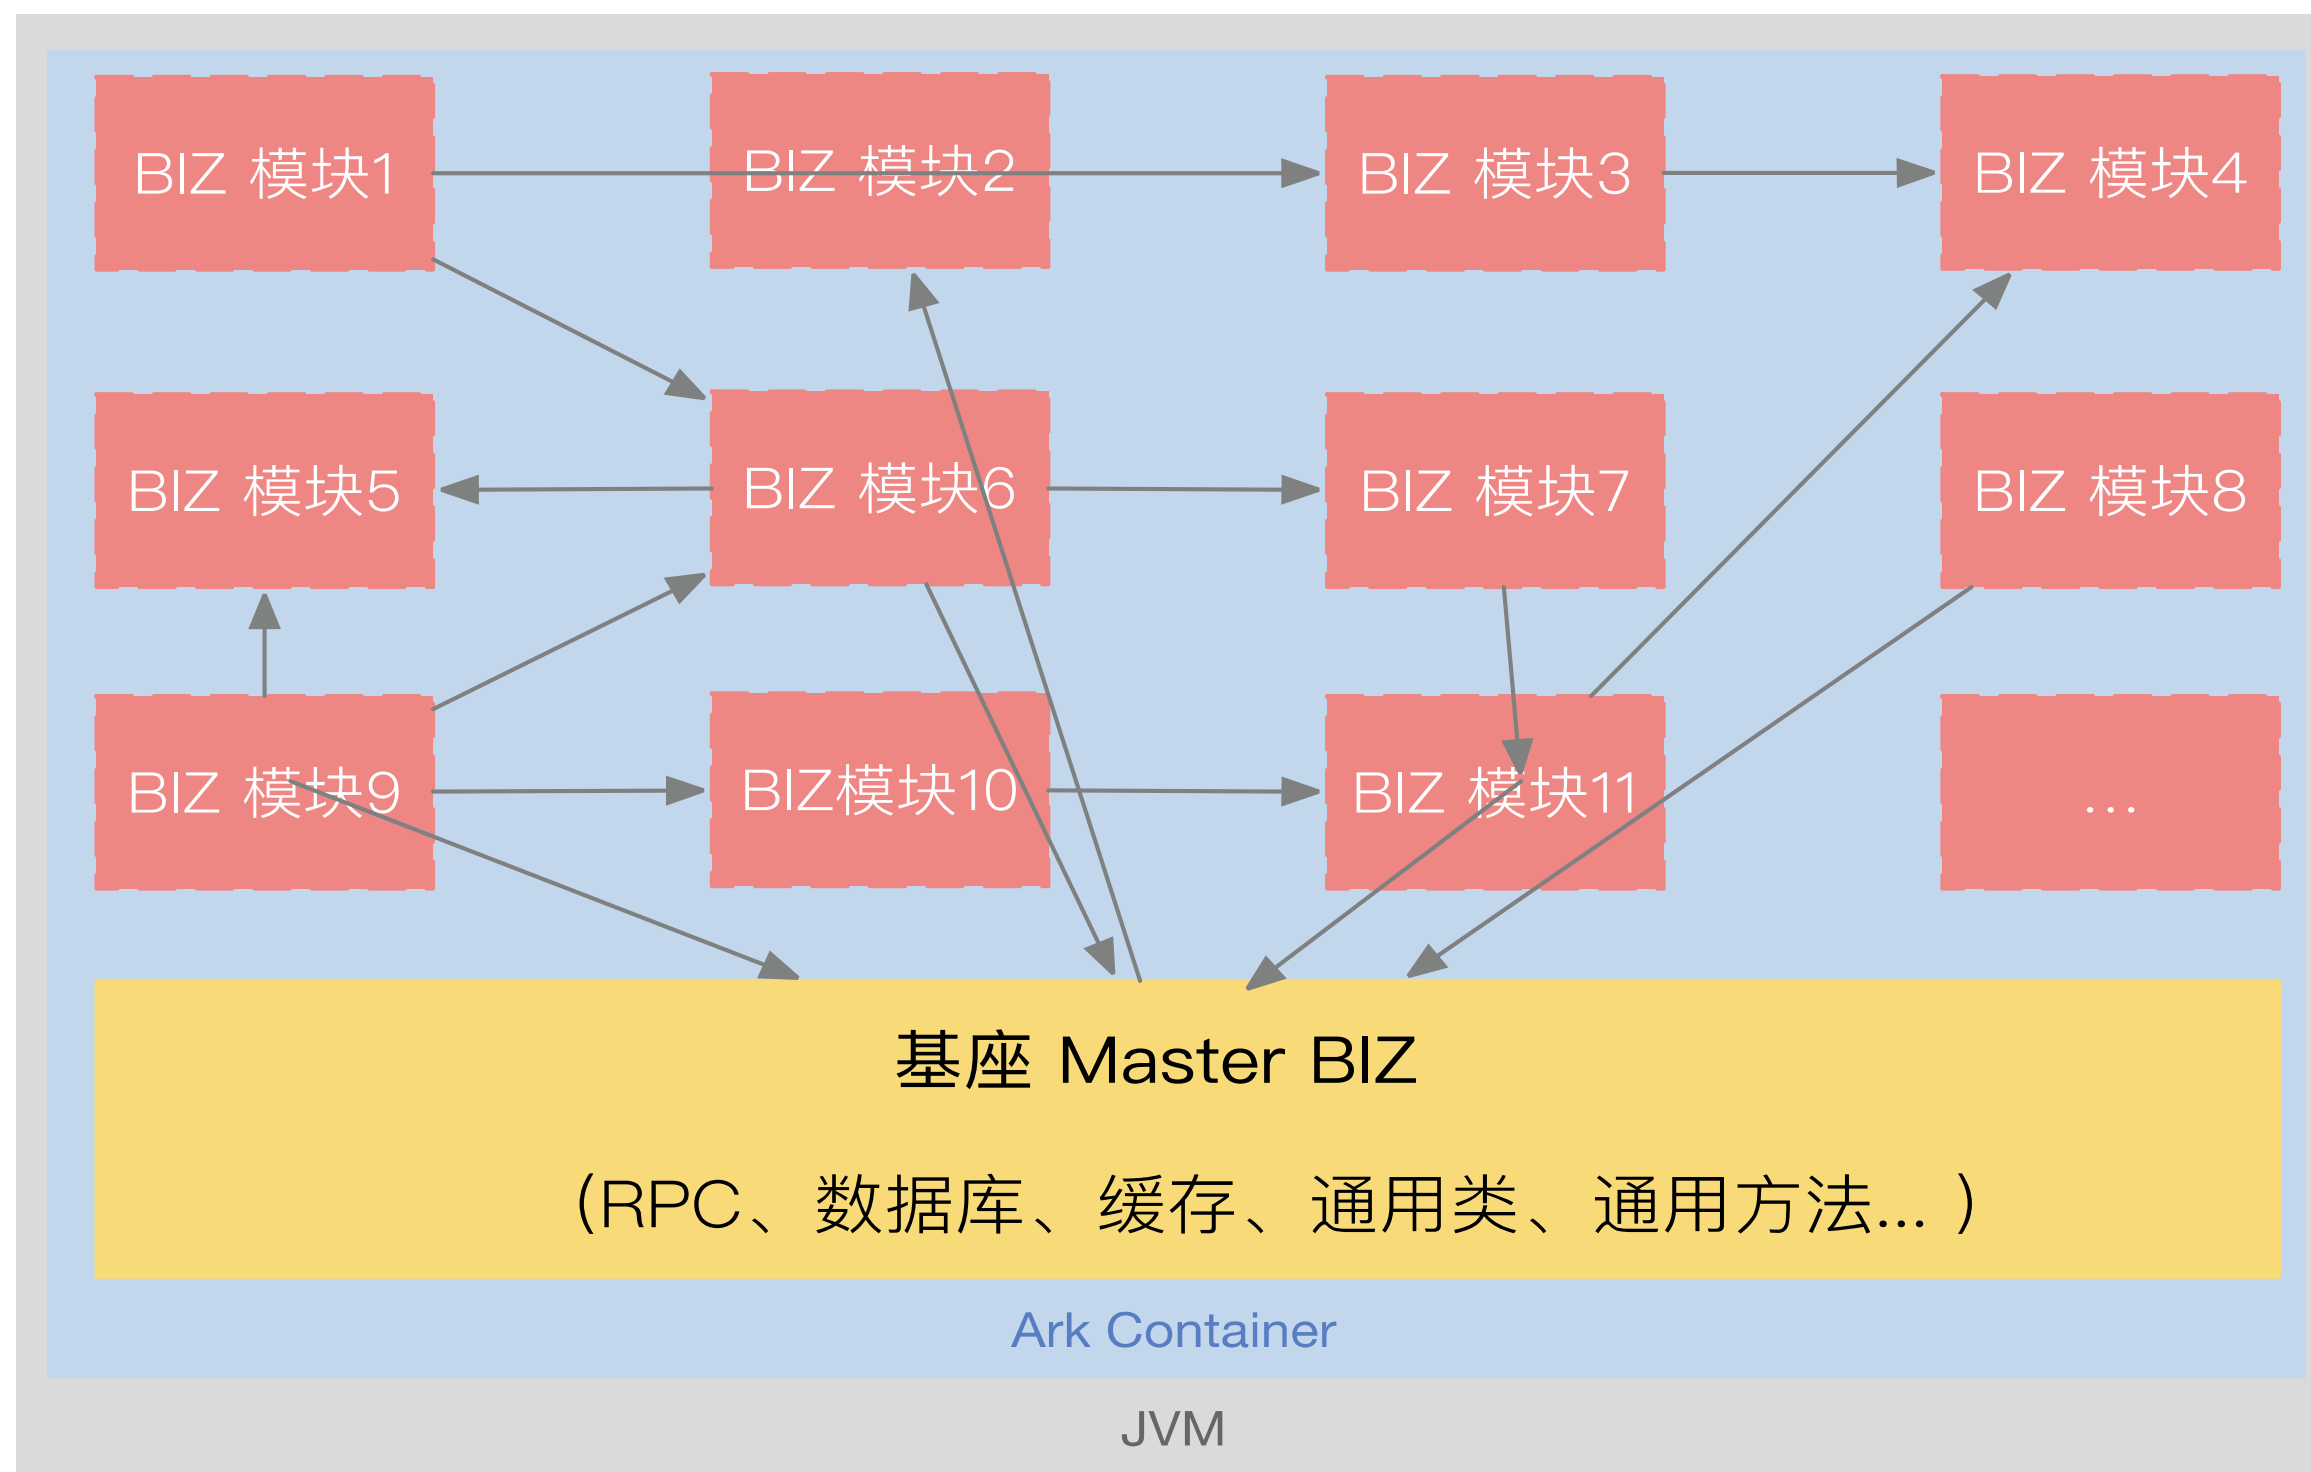 BIZ 模块1
BIZ 模块2
BIZ 模块3
BIZ 模块4
BIZ 模块5
BIZ 模块6
BIZ 模块7
BIZ 模块8
BIZ 模块9
BIZ模块10
BIZ 模块11
...
基座 Master BIZ
(RPC、数据库、缓存、通用类、通用方法... )
Ark Container
JVM